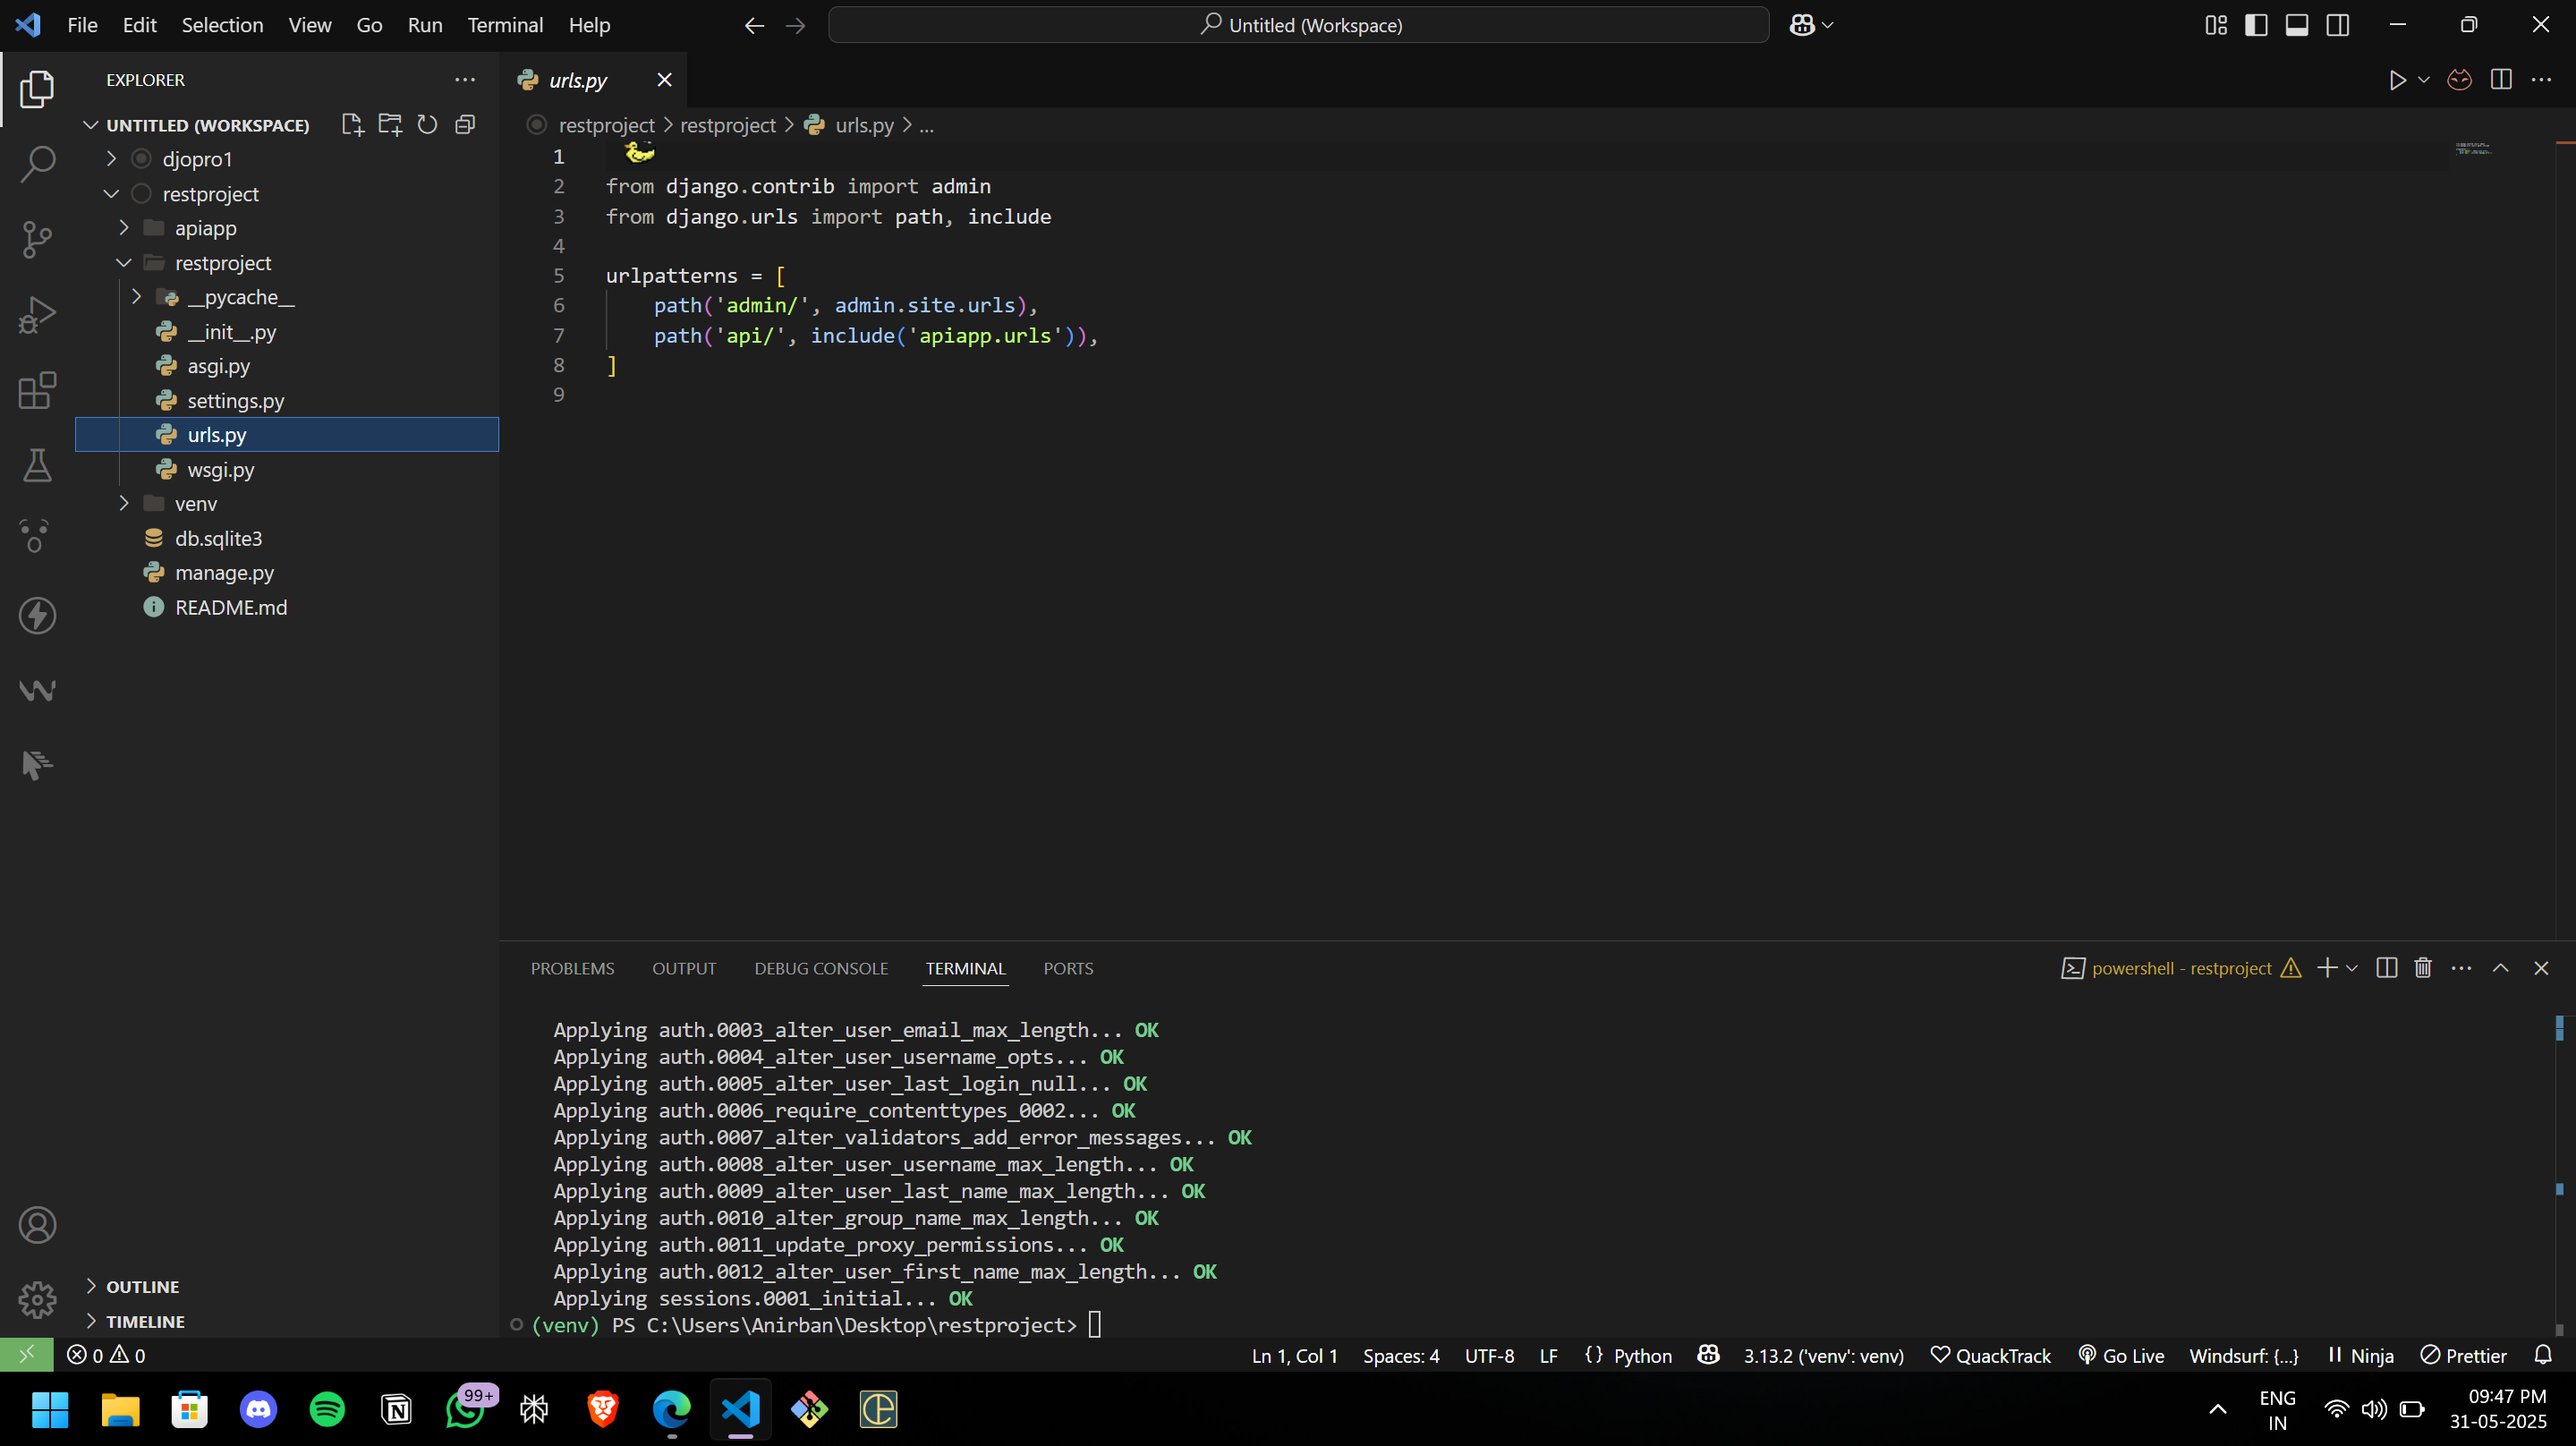 File Edit Selection View Go Run Terminal Help
Untitled (Workspace)
EXPLORER
UNTITLED (WORKSPACE)
djopro1
restproject
apiapp
restproject
__pycache__
__init__.py
asgi.py
settings.py
urls.py
wsgi.py
venv
db.sqlite3
manage.py
README.md
OUTLINE
TIMELINE
urls.py
restproject > restproject > urls.py > ...
1
2 from django.contrib import admin
3 from django.urls import path, include
4
5 urlpatterns = [
6 path('admin/', admin.site.urls),
7 path('api/', include('apiapp.urls')),
8 ]
9
PROBLEMS OUTPUT DEBUG CONSOLE TERMINAL PORTS
powershell - restproject
Applying auth.0003_alter_user_email_max_length... OK
Applying auth.0004_alter_user_username_opts... OK
Applying auth.0005_alter_user_last_login_null... OK
Applying auth.0006_require_contenttypes_0002... OK
Applying auth.0007_alter_validators_add_error_messages... OK
Applying auth.0008_alter_user_username_max_length... OK
Applying auth.0009_alter_user_last_name_max_length... OK
Applying auth.0010_alter_group_name_max_length... OK
Applying auth.0011_update_proxy_permissions... OK
Applying auth.0012_alter_user_first_name_max_length... OK
Applying sessions.0001_initial... OK
(venv) PS C:\Users\Anirban\Desktop\restproject>
0 0 Ln 1, Col 1 Spaces: 4 UTF-8 LF {} Python 3.13.2 ('venv': venv) QuackTrack Go Live Windsurf: {...} Ninja Prettier
99+
ENG
IN
09:47 PM
31-05-2025